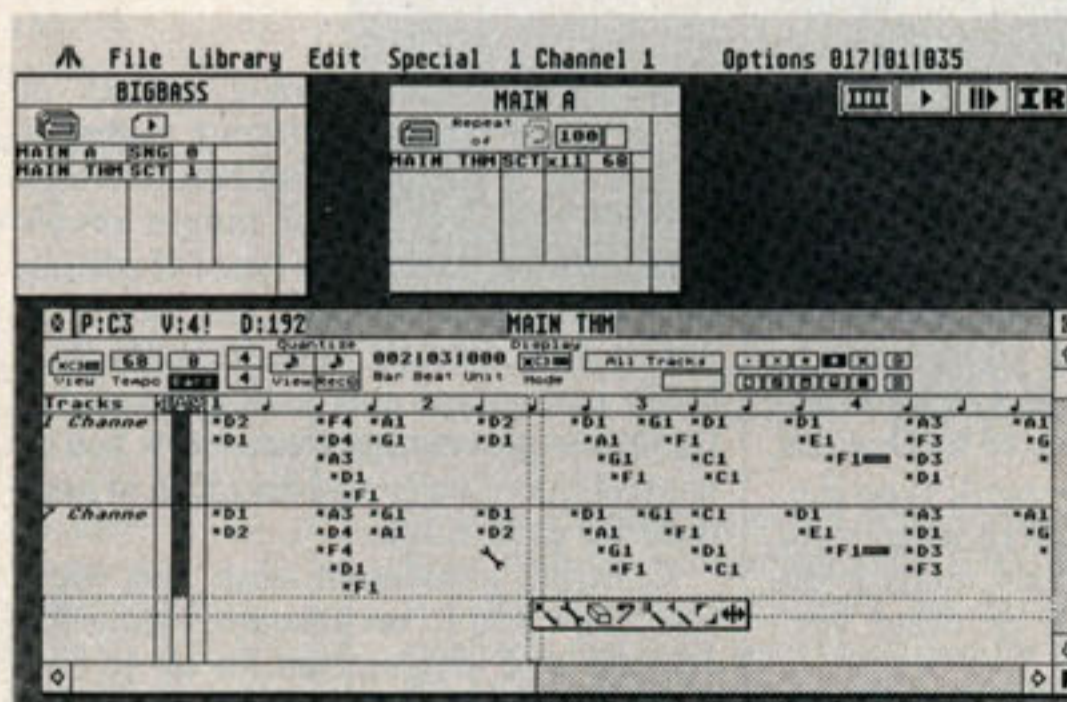 File Library Edit Special 1 Channel 1 Options 017|01|035
BIGBASS
MAIN A SNG 0
MAIN THM SCT 1
MAIN A
Repeat of 100
MAIN THM SCT x11 68
IR
P:C3 V:4! D:192 MAIN THM
Quantize Display
68 0 4 0021031000 All Tracks
View Tempo Bars 4 View Rec Bar Beat Unit Mode
Tracks 1 2 3 4
1 Channe *D2 *F4 *A1 *D2 *D1 *G1 *D1 *D1 *A3 *A1
*D1 *D4 *G1 *D1 *A1 *F1 *E1 *F3 *G
*A3 *G1 *C1 *F1 *D3 *
*D1 *F1 *C1 *D1
*F1
Channe *D1 *A3 *G1 *D1 *D1 *G1 *C1 *D1 *A3 *A1
*D2 *D4 *A1 *D2 *A1 *F1 *E1 *D1 *G
*F4 *G1 *D1 *F1 *D3 *
*D1 *F1 *C1 *F3
*F1